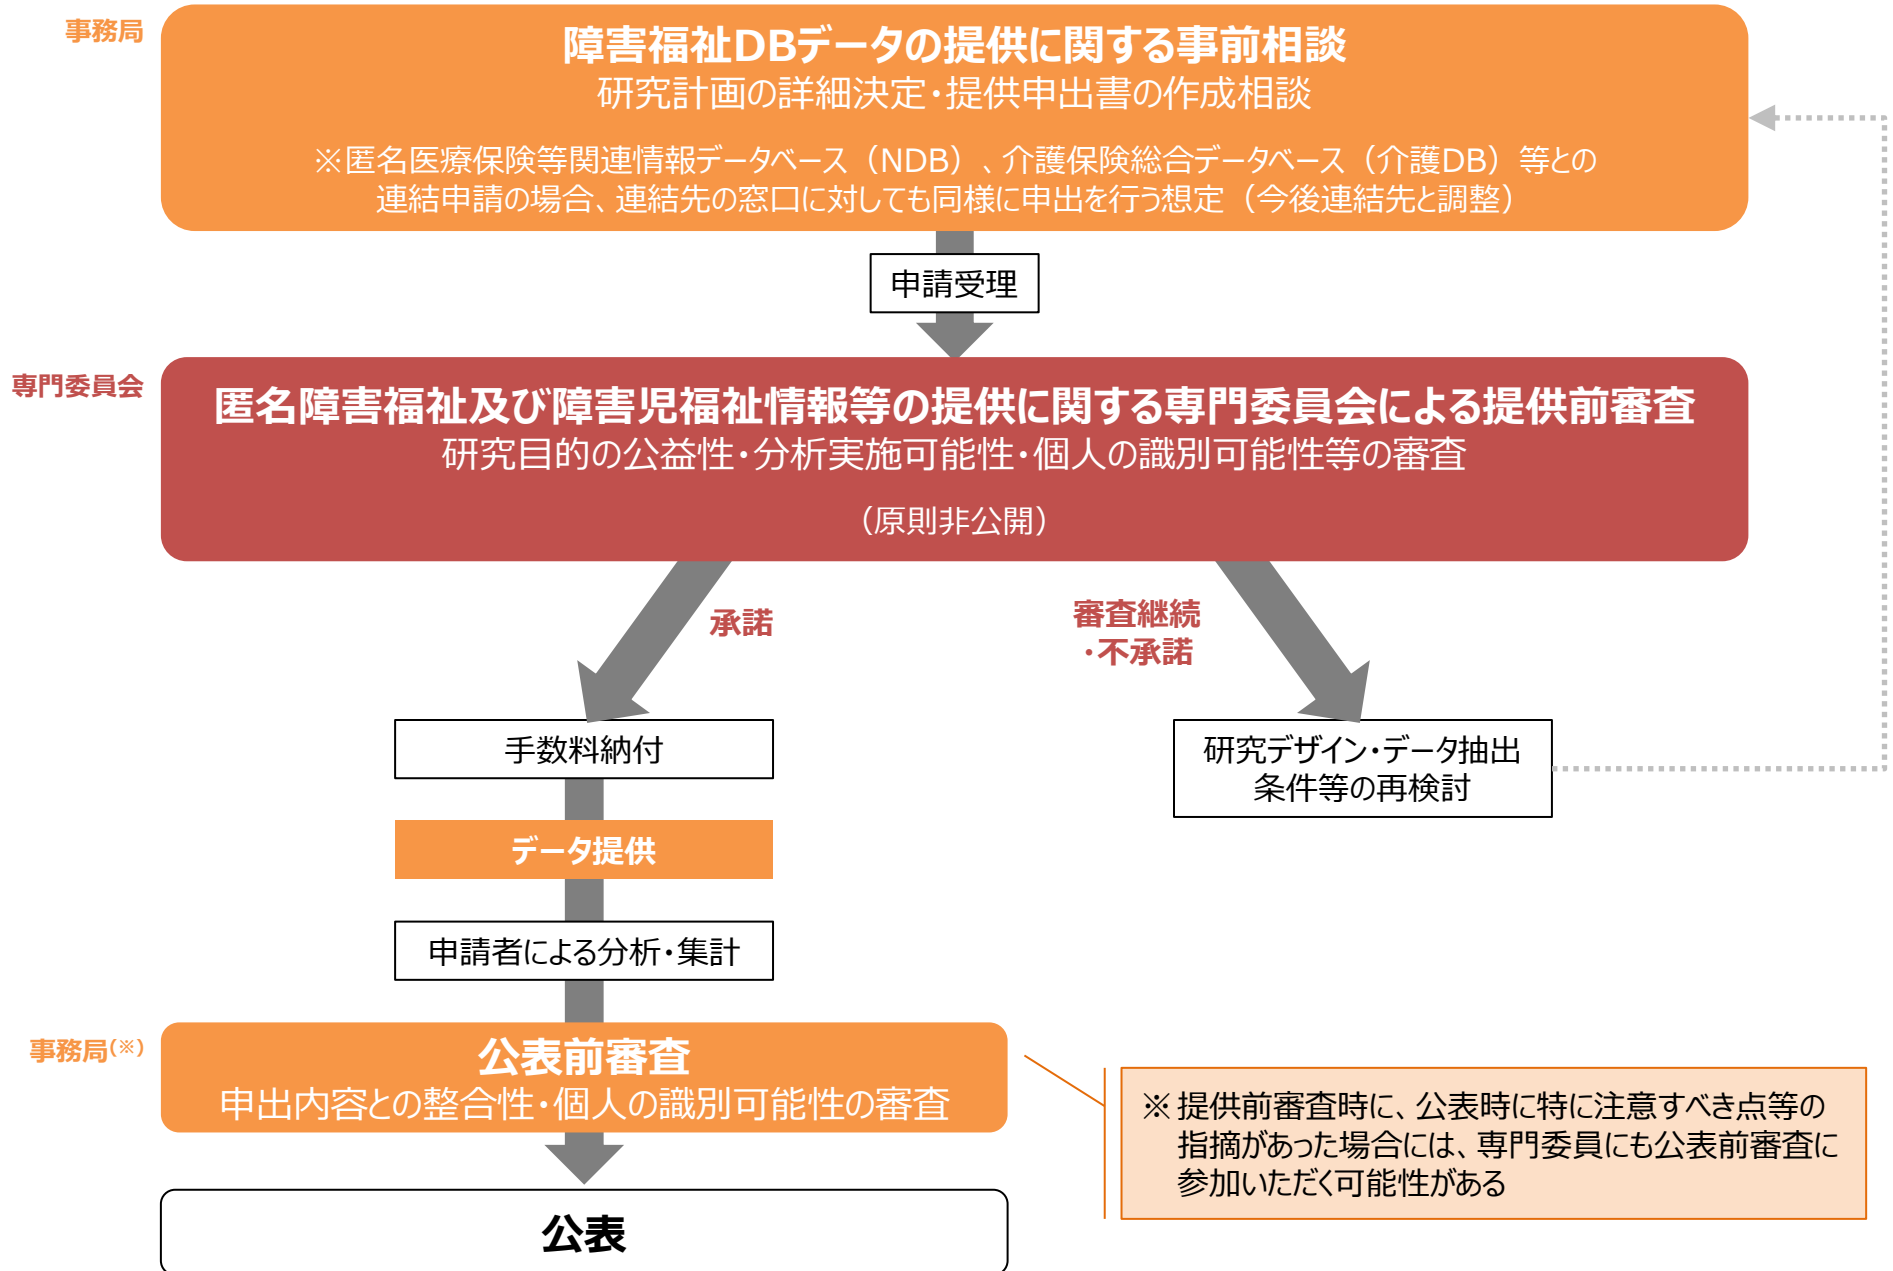 事務局
障害福祉DBデータの提供に関する事前相談
研究計画の詳細決定・提供申出書の作成相談
※匿名医療保険等関連情報データベース（NDB）、介護保険総合データベース（介護DB）等との
連結申請の場合、連結先の窓口に対しても同様に申出を行う想定（今後連結先と調整）
申請受理
専門委員会
匿名障害福祉及び障害児福祉情報等の提供に関する専門委員会による提供前審査
研究目的の公益性・分析実施可能性・個人の識別可能性等の審査
（原則非公開）
承諾
審査継続
・不承諾
手数料納付
研究デザイン・データ抽出
条件等の再検討
データ提供
申請者による分析・集計
事務局(※)
公表前審査
申出内容との整合性・個人の識別可能性の審査
※ 提供前審査時に、公表時に特に注意すべき点等の
指摘があった場合には、専門委員にも公表前審査に
参加いただく可能性がある
公表